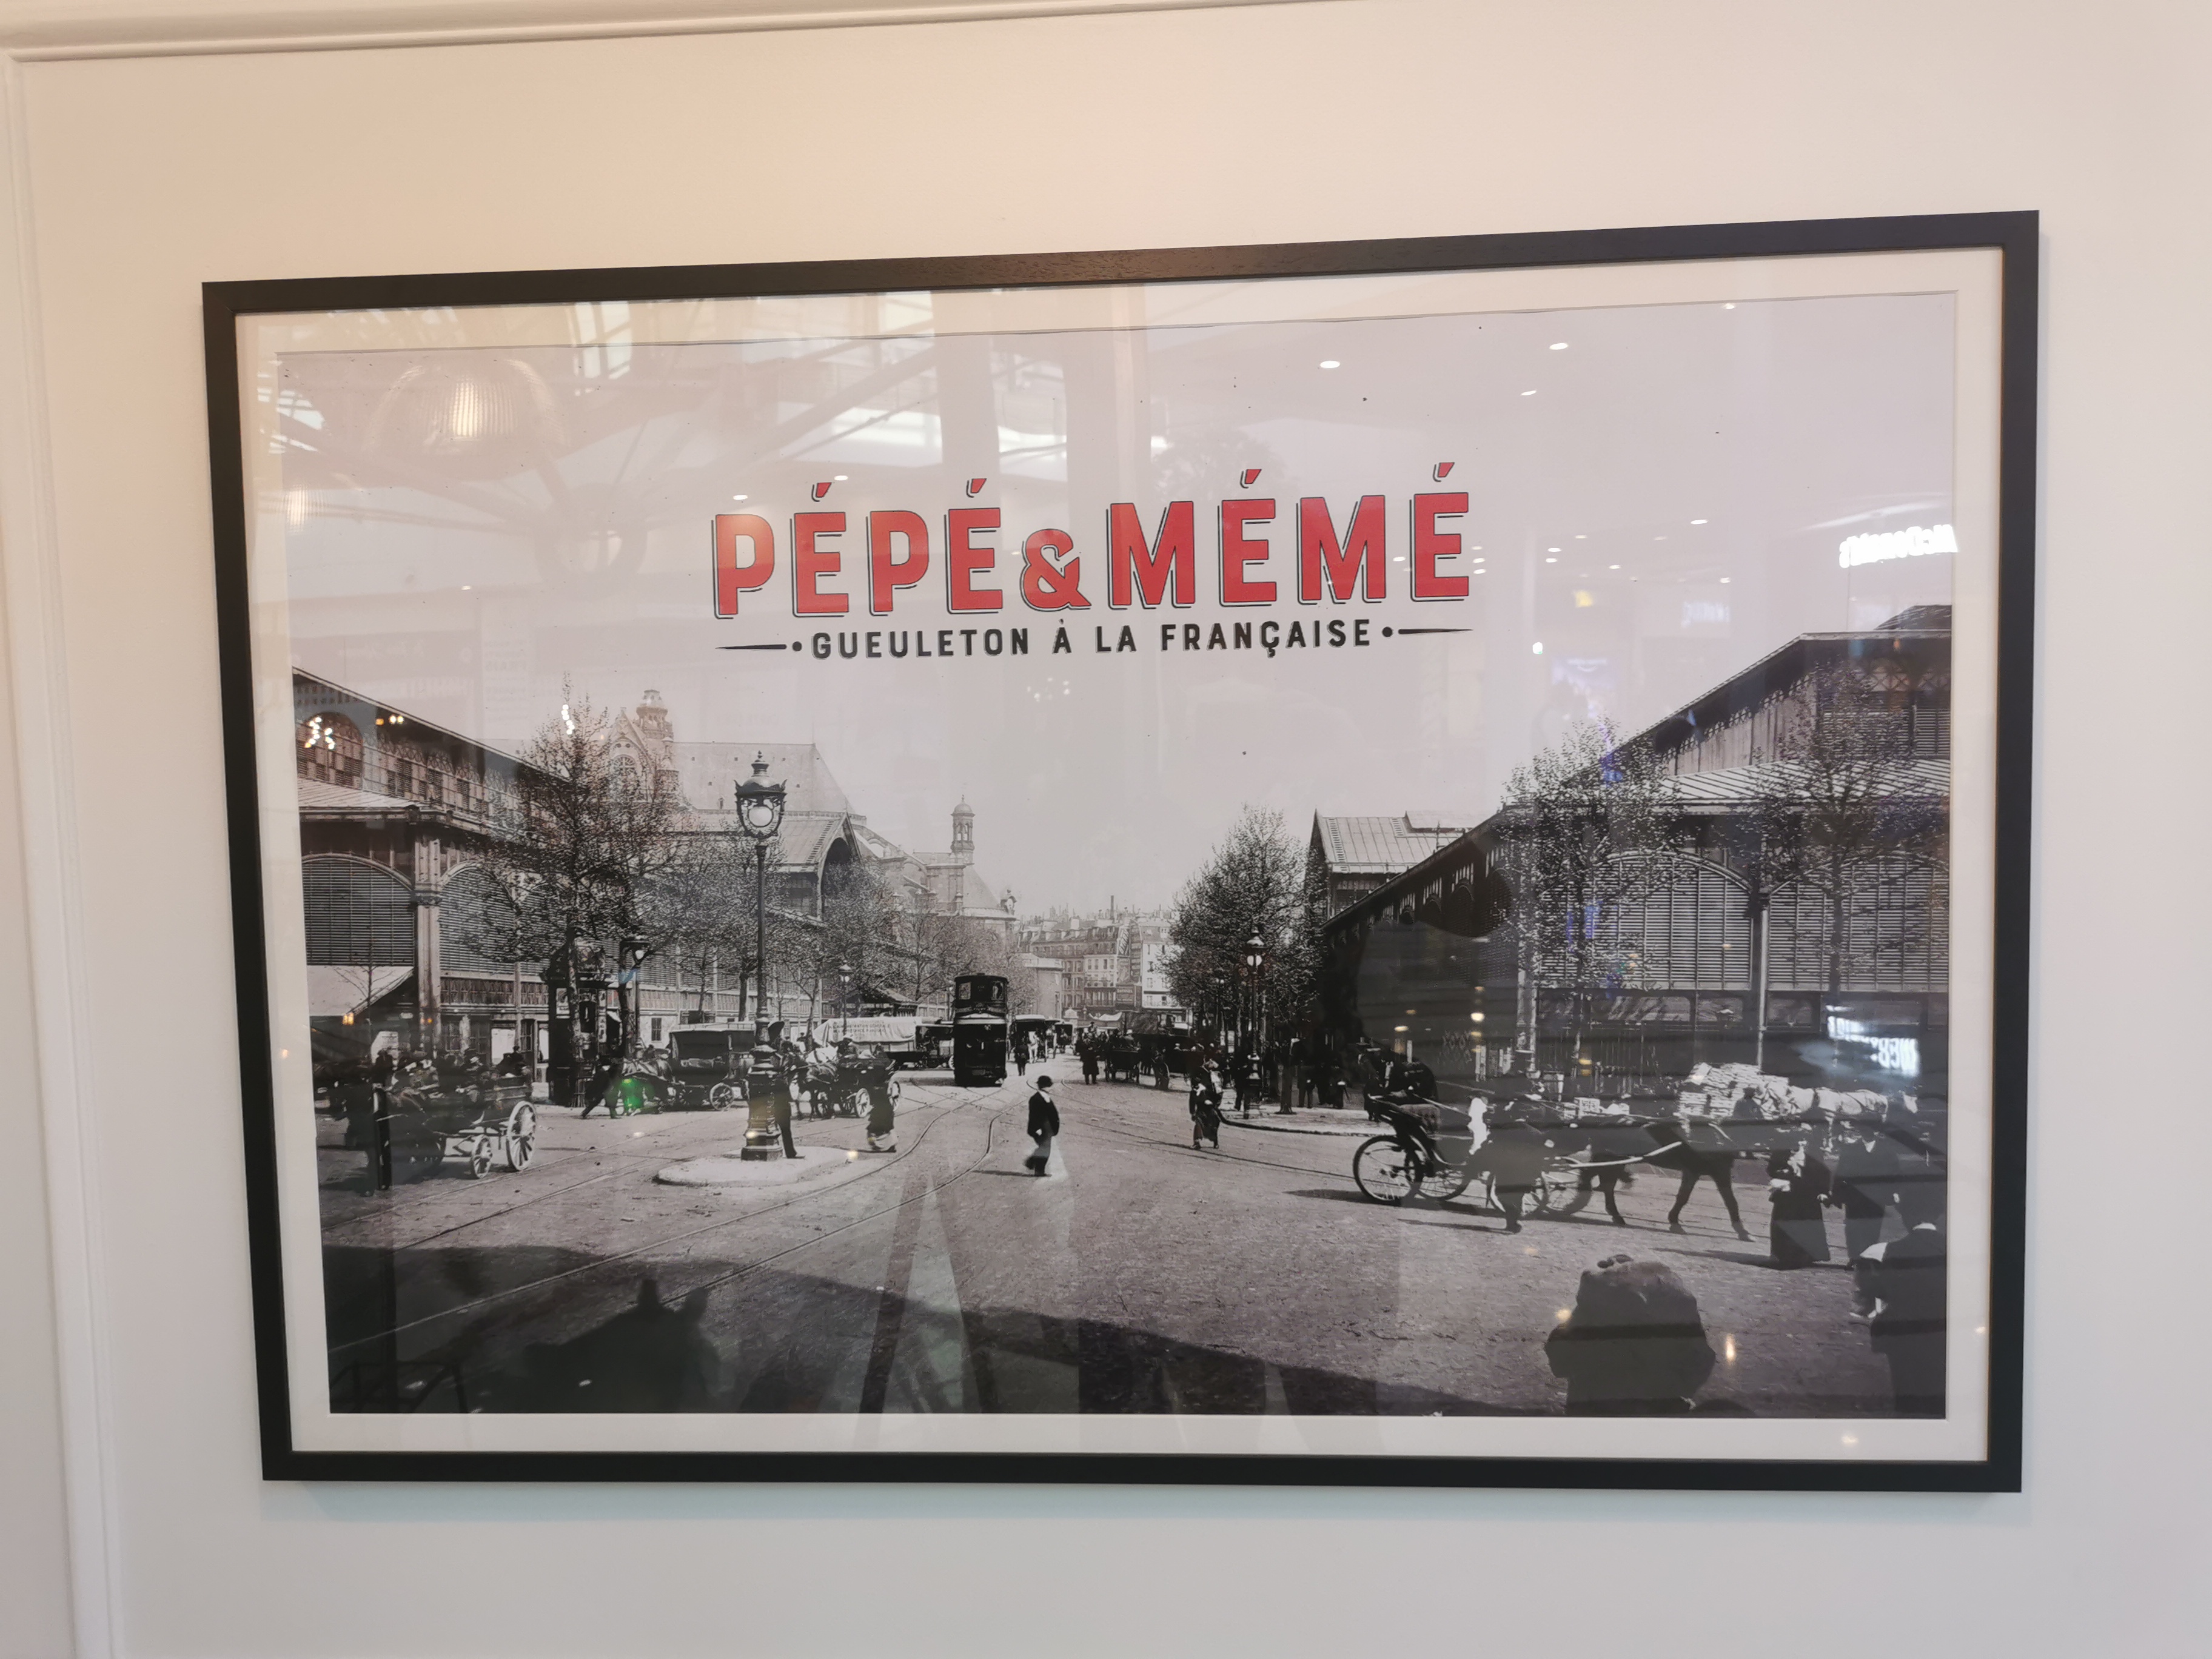 PÉPÉ & MÉMÉ
GUEULETON À LA FRANÇAISE